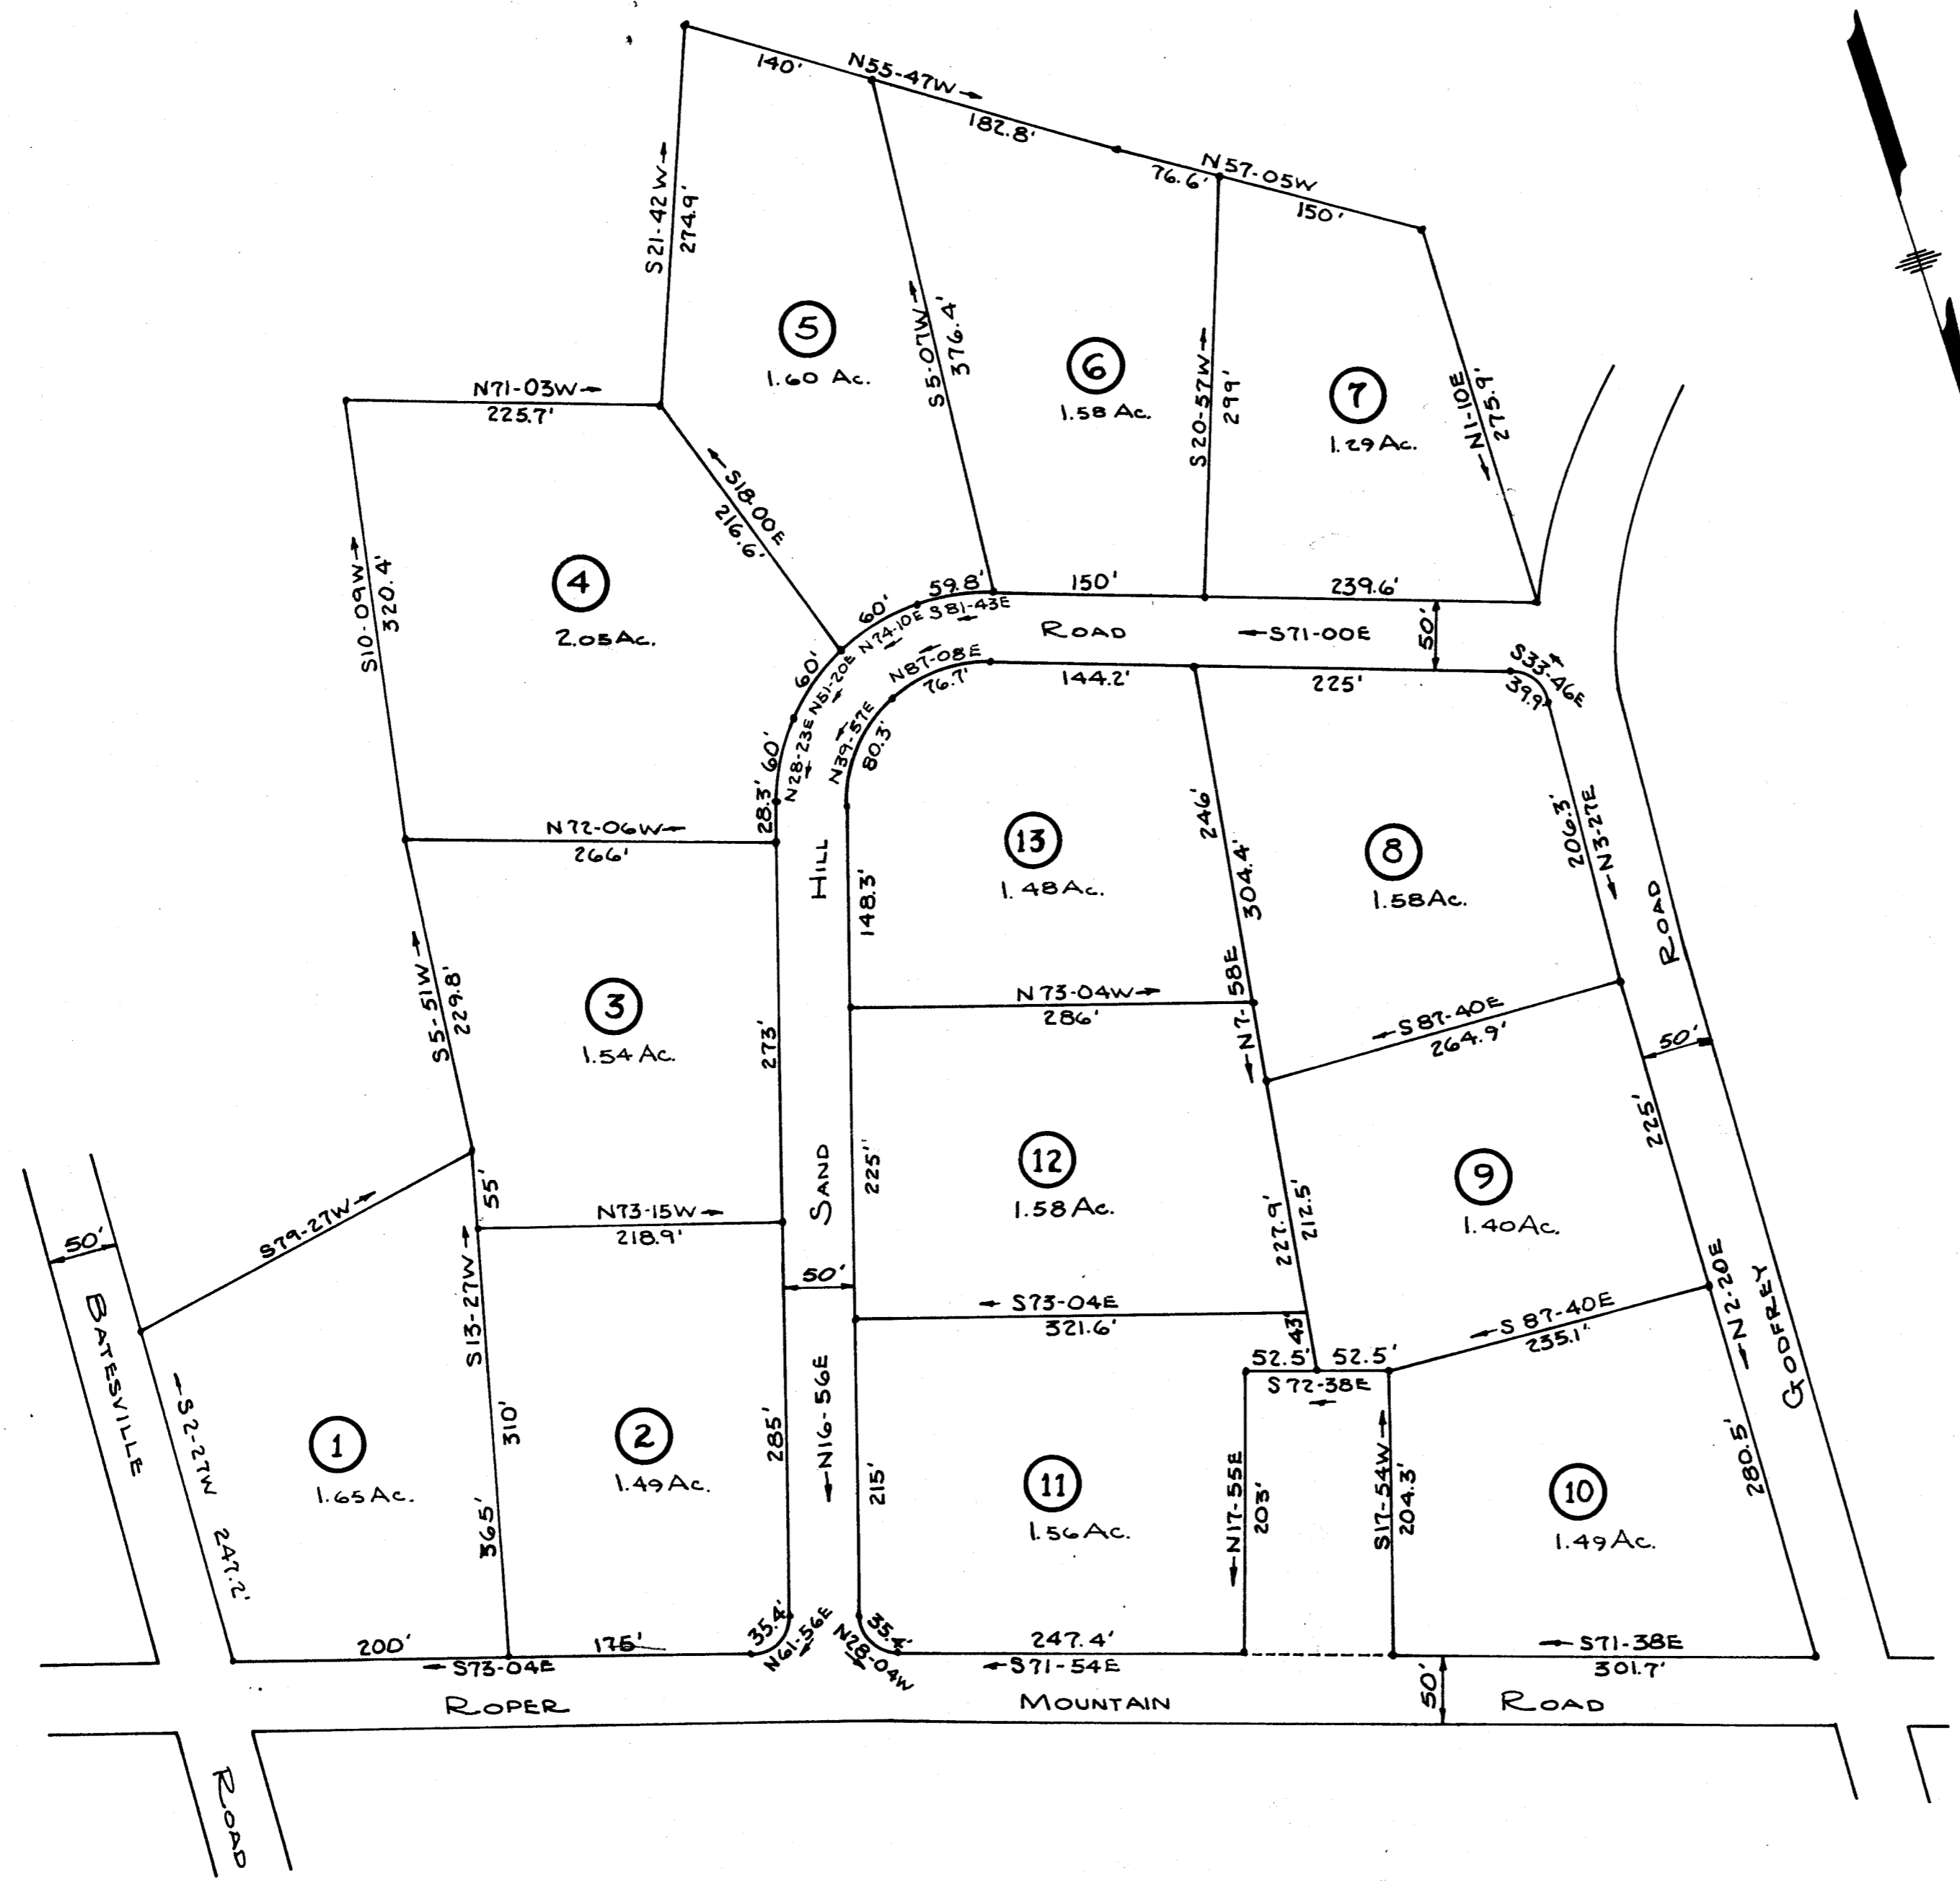 140'
N55-47W
182.8'
76.6'
N57-05W
150'
S21-42W
274.9'
5
1.60 Ac.
S5-07W
376.4'
6
1.58 Ac.
S20-57W
299'
7
1.29 Ac.
N1-10E
275.9'
N71-03W
225.7'
S18-00E
216.6'
S10-09W
320.4'
4
2.05 Ac.
60'
59.8'
150'
239.6'
N74-10E
S81-43E
ROAD
S71-00E
50'
60'
N51-20E
N87-08E
76.7'
144.2'
225'
S33-46E
39.9'
60'
N28-23E
N39-57E
80.3'
28.3'
N72-06W
266'
HILL
148.3'
13
1.48 Ac.
246'
304.4'
N7-58E
8
1.58 Ac.
206.3'
N3-27E
ROAD
S5-51W
229.8'
3
1.54 Ac.
273'
N73-04W
286'
S87-40E
264.9'
50'
225'
SAND
225"
12
1.58 Ac.
227.9'
212.5'
9
1.40 Ac.
55'
N73-15W
218.9'
S79-27W
50'
BATESVILLE
S13-27W
50'
S73-04E
321.6'
43'
S87-40E
235.1'
N2-20E
GODFREY
52.5'
52.5'
S72-38E
S2-27W 247.2'
1
1.65 Ac.
310'
365'
2
1.49 Ac.
285'
N16-56E
215'
11
1.56 Ac.
N17-55E
203'
S17-54W
204.3'
10
1.49 Ac.
280.5'
200'
S73-04E
175'
35.4'
N61-56E
35.4'
N28-04W
247.4'
S71-54E
S71-38E
301.7'
50'
ROPER
MOUNTAIN
ROAD
ROAD